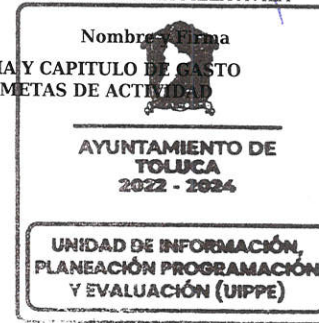 Nombre y Firma
A Y CAPITULO DE GASTO
METAS DE ACTIVIDAD
AYUNTAMIENTO DE
TOLUCA
2022 - 2024
UNIDAD DE INFORMACIÓN,
PLANEACIÓN PROGRAMACIÓN
Y EVALUACIÓN (UIPPE)